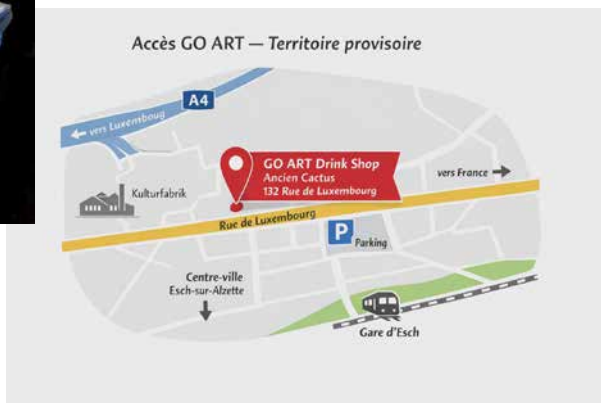 Accès GO ART — Territoire provisoire
A4
vers Luxemboug
GO ART Drink Shop
Ancien Cactus
132 Rue de Luxembourg
vers France
Kulturfabrik
Rue de Luxembourg
P
Parking
Centre-ville
Esch-sur-Alzette
Gare d'Esch